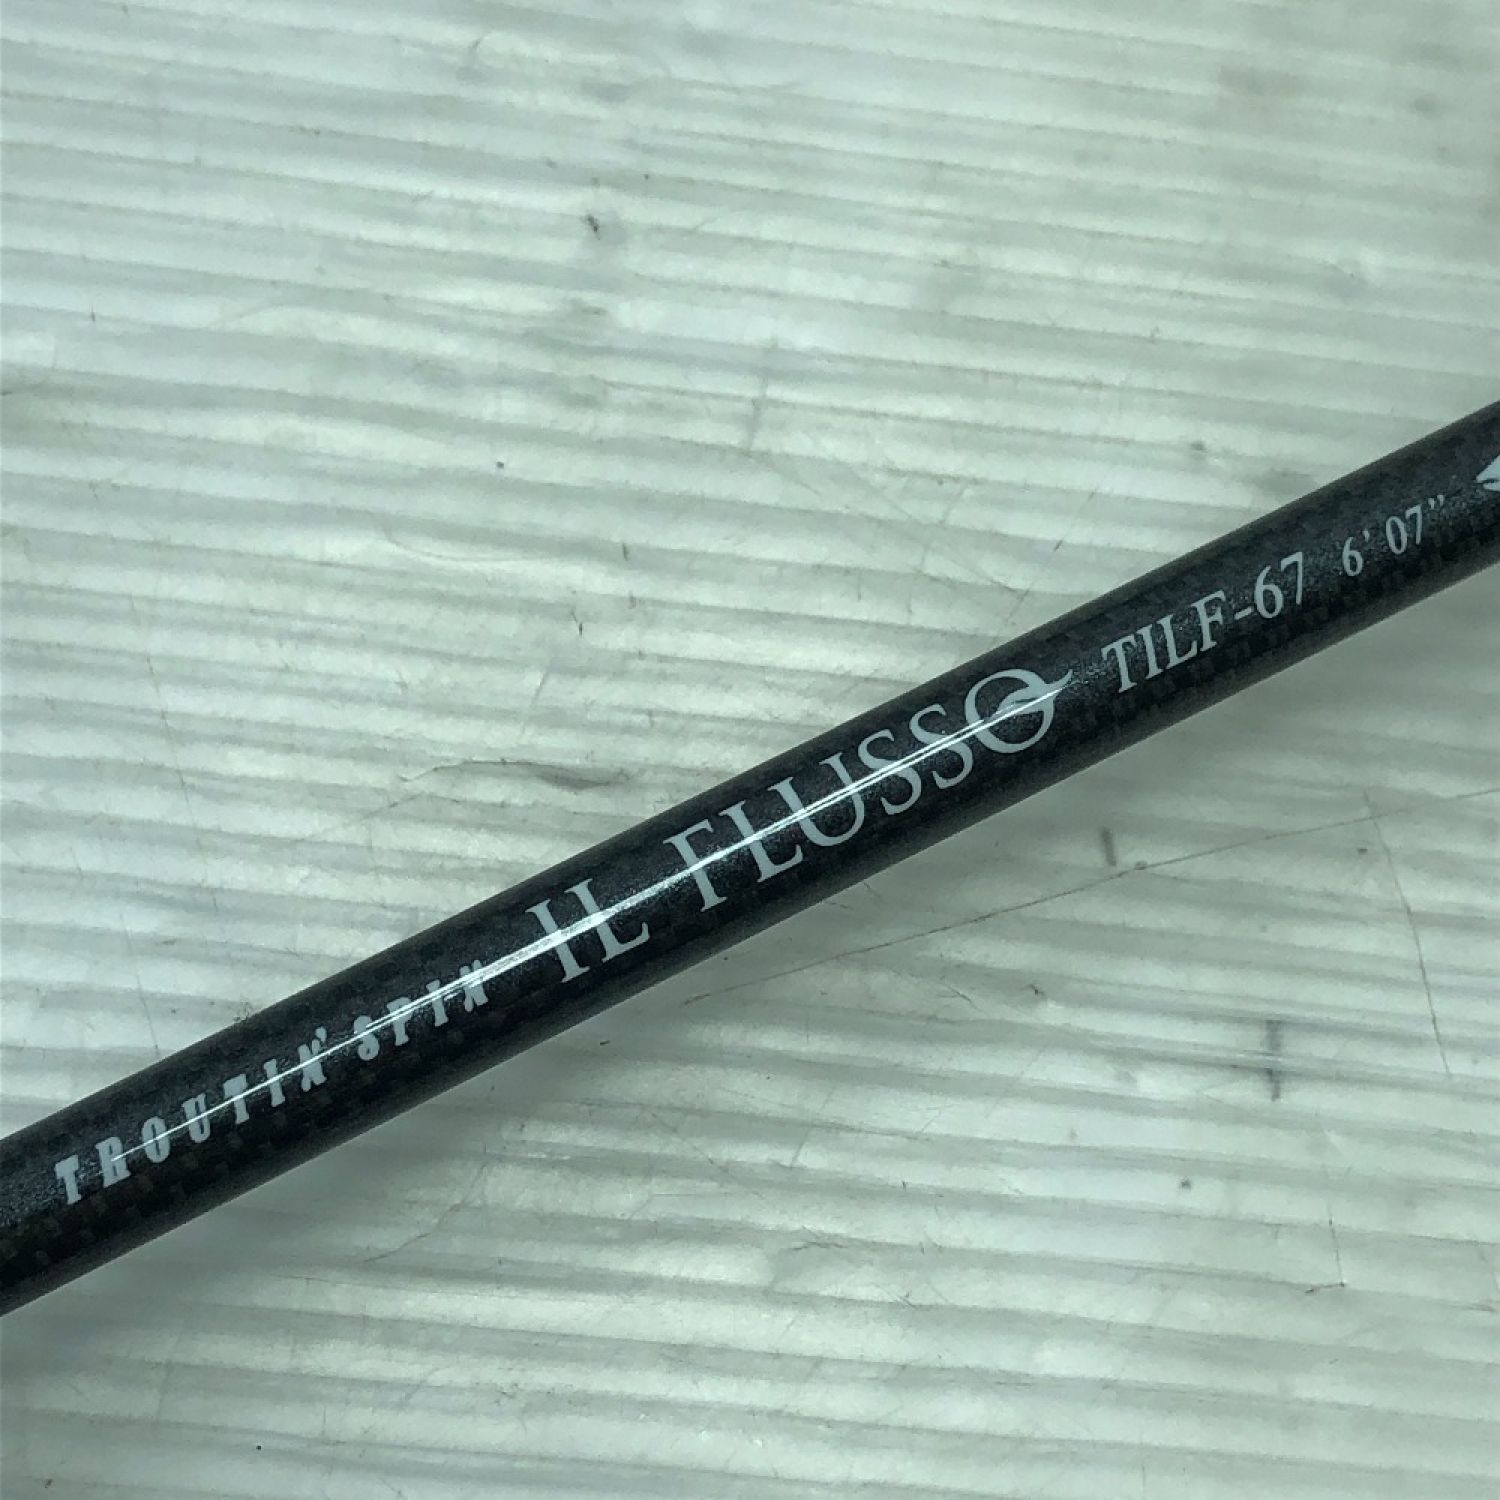 TROUTIN' SPIN IL FLUSSO TILF-67 6' 07"